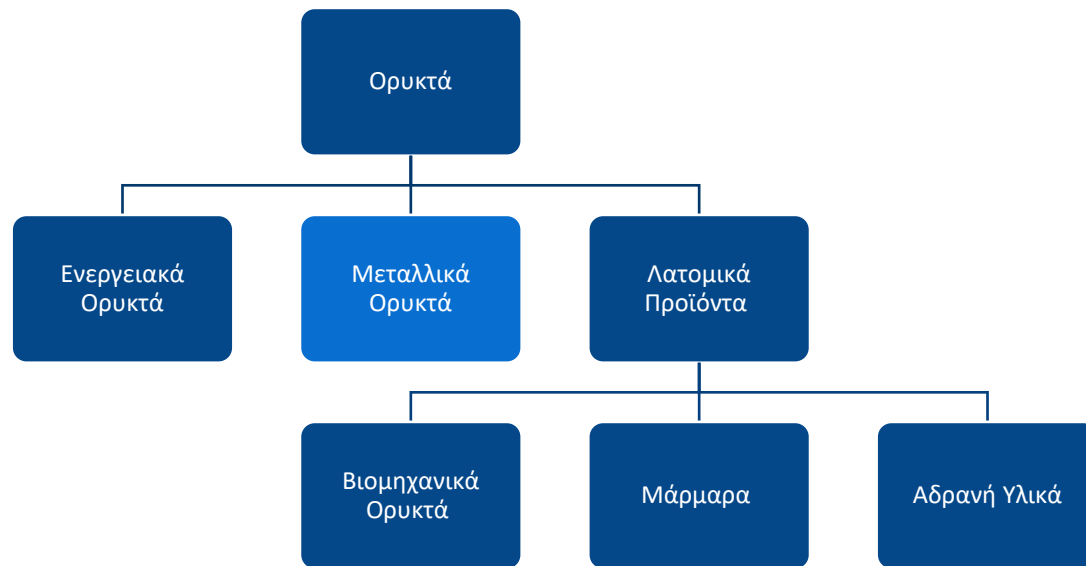 Ορυκτά
Ενεργειακά
Ορυκτά
Μεταλλικά
Ορυκτά
Λατομικά
Προϊόντα
Βιομηχανικά
Ορυκτά
Μάρμαρα
Αδρανή Υλικά